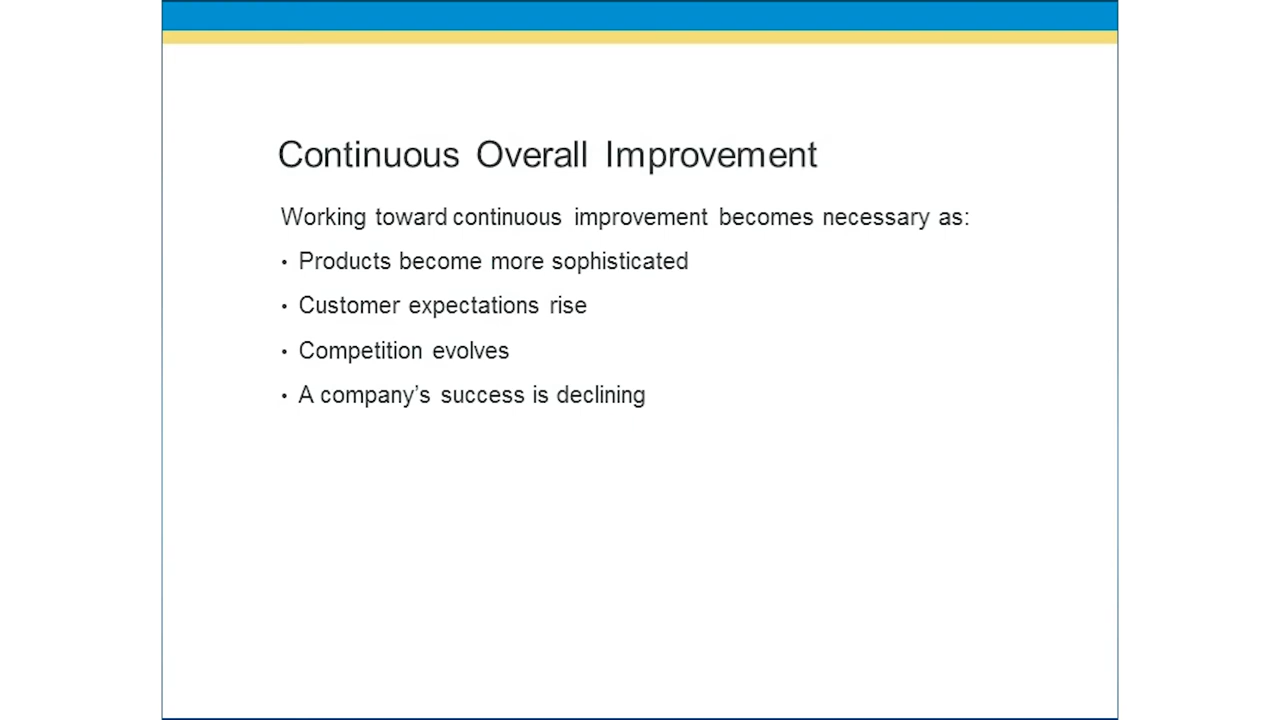 Continuous Overall Improvement
Working toward continuous improvement becomes necessary as:
• Products become more sophisticated
• Customer expectations rise
• Competition evolves
• A company’s success is declining